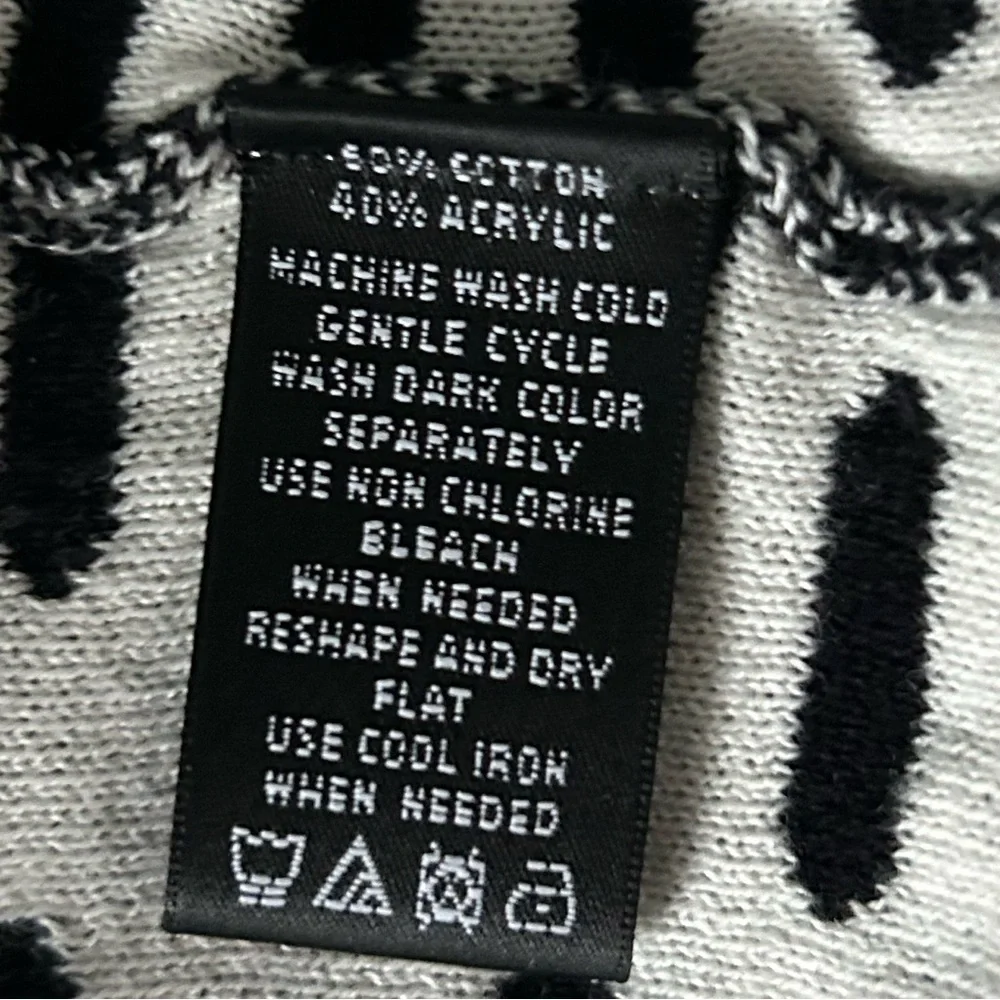 60% COTTON
40% ACRYLIC
MACHINE WASH COLD
GENTLE CYCLE
WASH DARK COLOR
SEPARATELY
USE NON CHLORINE
BLEACH
WHEN NEEDED
RESHAPE AND DRY
FLAT
USE COOL IRON
WHEN NEEDED